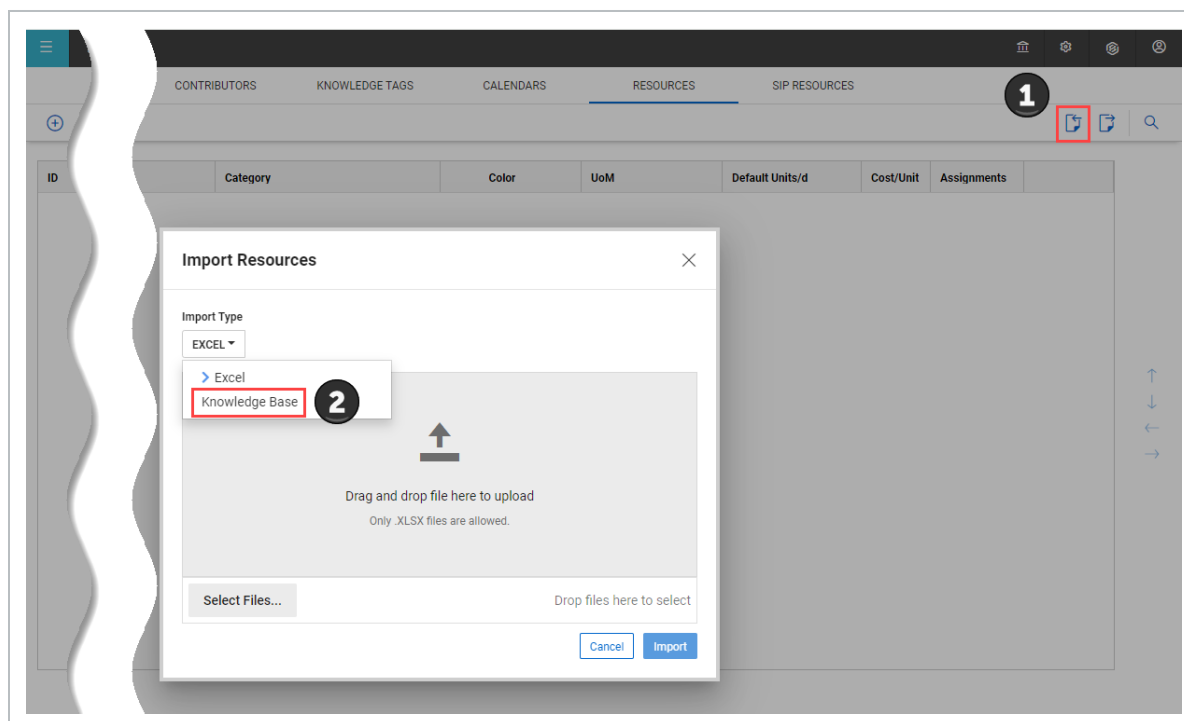 CONTRIBUTORS KNOWLEDGE TAGS CALENDARS RESOURCES SIP RESOURCES
1
ID Category Color UoM Default Units/d Cost/Unit Assignments
Import Resources
Import Type
EXCEL
Excel
Knowledge Base
2
Drag and drop file here to upload
Only .XLSX files are allowed.
Select Files... Drop files here to select
Cancel Import